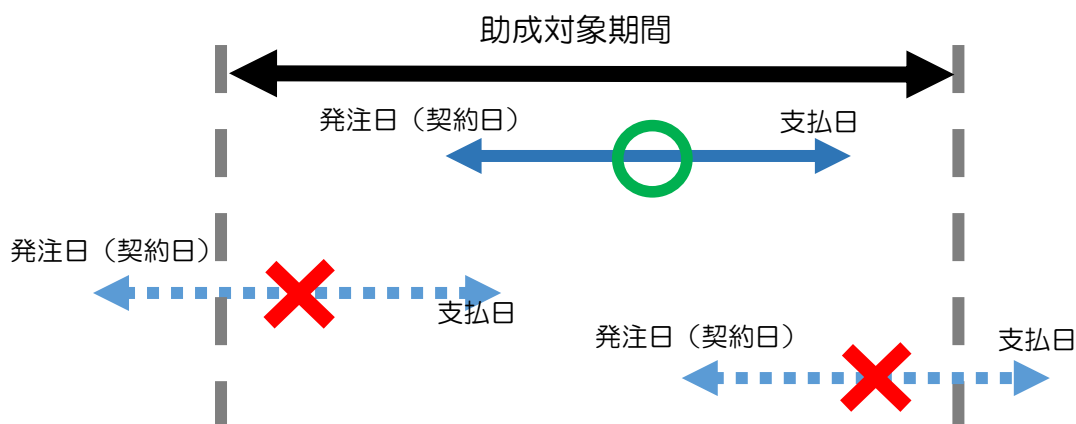 助成対象期間
発注日（契約日）
支払日
発注日（契約日）
支払日
発注日（契約日）
支払日